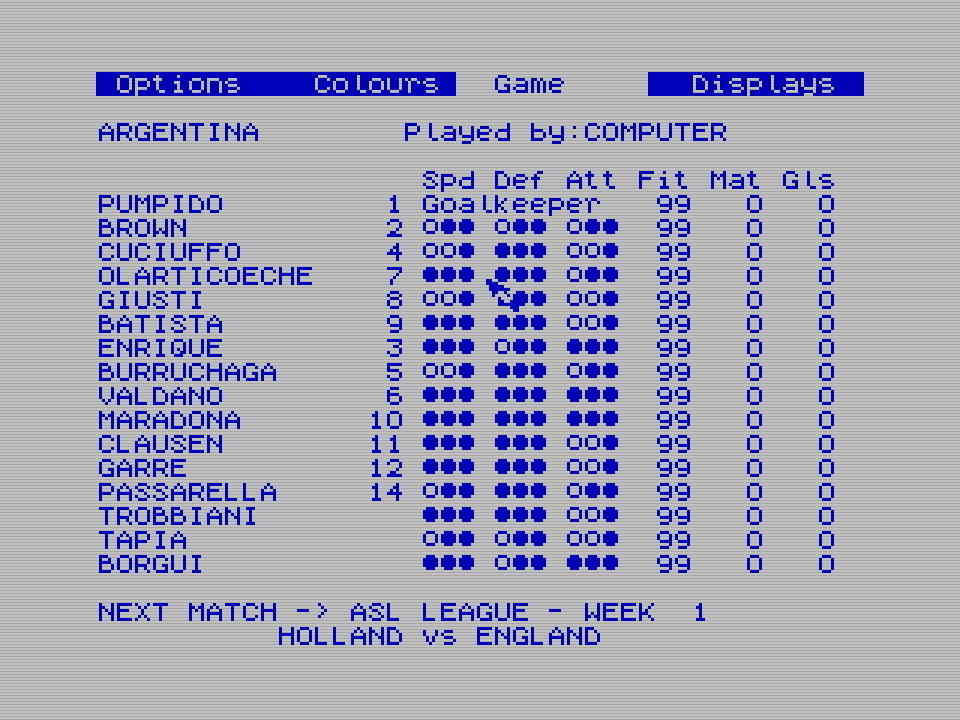 Options Colours Game Displays
ARGENTINA Played by:COMPUTER
Spd Def Att Fit Mat Gls
PUMPIDO 1 Goalkeeper 99 0 0
BROWN 2 99 0 0
CUCIUFFO 4 99 0 0
OLARTICOECHE 7 99 0 0
GIUSTI 8 99 0 0
BATISTA 9 99 0 0
ENRIQUE 3 99 0 0
BURRUCHAGA 5 99 0 0
VALDANO 6 99 0 0
MARADONA 10 99 0 0
CLAUSEN 11 99 0 0
GARRE 12 99 0 0
PASSARELLA 14 99 0 0
TROBBIANI 99 0 0
TAPIA 99 0 0
BORGUI 99 0 0
NEXT MATCH -> ASL LEAGUE - WEEK 1
HOLLAND vs ENGLAND